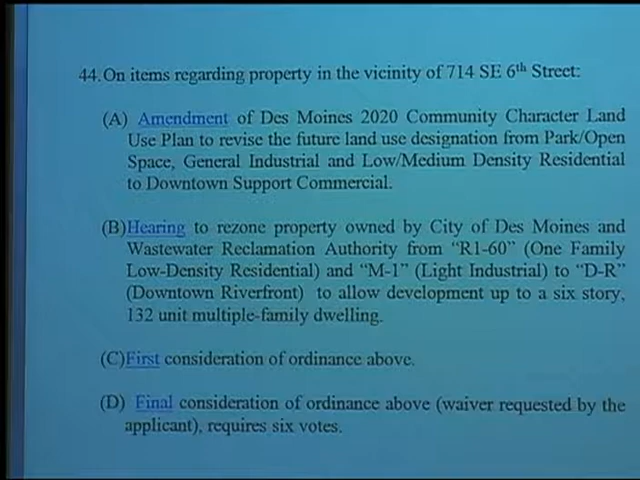 44. On items regarding property in the vicinity of 714 SE 6th Street:
(A) Amendment of Des Moines 2020 Community Character Land
Use Plan to revise the future land use designation from Park/Open
Space, General Industrial and Low/Medium Density Residential
to Downtown Support Commercial.
(B)Hearing to rezone property owned by City of Des Moines and
Wastewater Reclamation Authority from “R1-60” (One Family
Low-Density Residential) and “M-1” (Light Industrial) to “D-R”
(Downtown Riverfront) to allow development up to a six story,
132 unit multiple-family dwelling.
(C)First consideration of ordinance above.
(D) Final consideration of ordinance above (waiver requested by the
applicant), requires six votes.